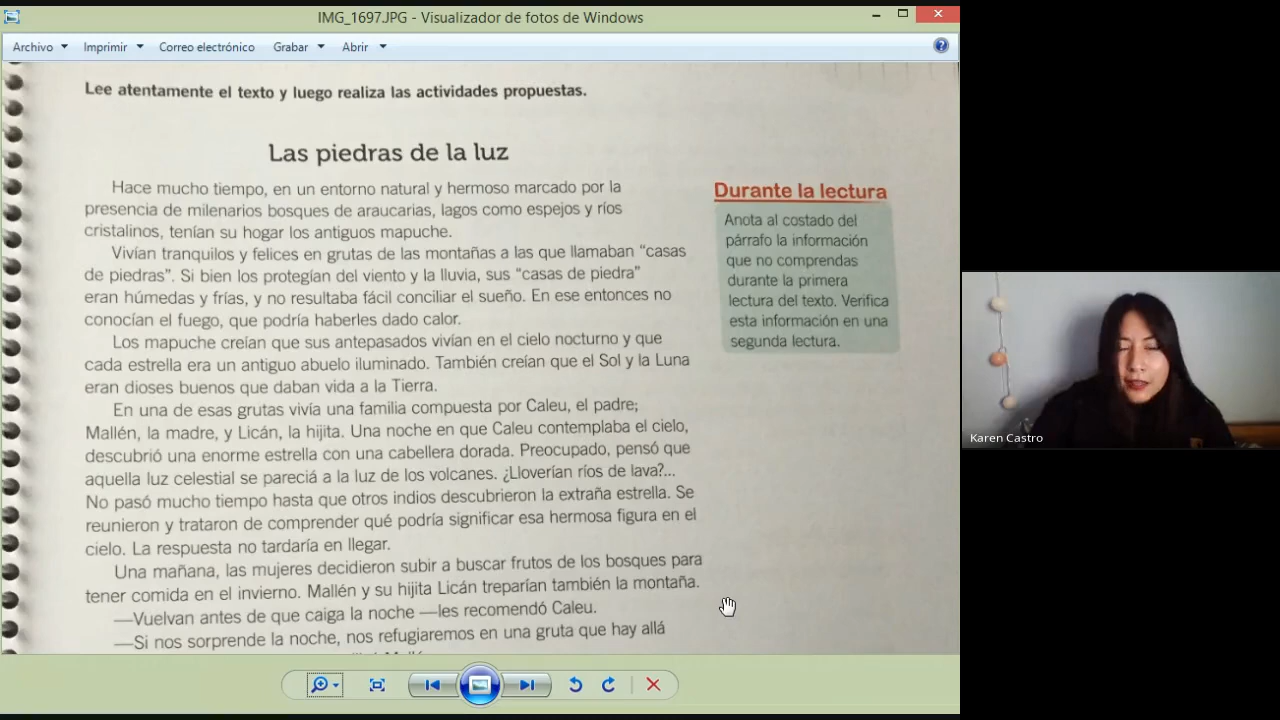 IMG_1697.JPG - Visualizador de fotos de Windows
Archivo Imprimir Correo electrónico Grabar Abrir
Lee atentamente el texto y luego realiza las actividades propuestas.
Las piedras de la luz
Hace mucho tiempo, en un entorno natural y hermoso marcado por la
presencia de milenarios bosques de araucarias, lagos como espejos y ríos
cristalinos, tenían su hogar los antiguos mapuche.
Vivían tranquilos y felices en grutas de las montañas a las que llamaban “casas
de piedras”. Si bien los protegían del viento y la lluvia, sus “casas de piedra”
eran húmedas y frías, y no resultaba fácil conciliar el sueño. En ese entonces no
conocían el fuego, que podría haberles dado calor.
Los mapuche creían que sus antepasados vivían en el cielo nocturno y que
cada estrella era un antiguo abuelo iluminado. También creían que el Sol y la Luna
eran dioses buenos que daban vida a la Tierra.
En una de esas grutas vivía una familia compuesta por Caleu, el padre;
Mallén, la madre, y Licán, la hijita. Una noche en que Caleu contemplaba el cielo,
descubrió una enorme estrella con una cabellera dorada. Preocupado, pensó que
aquella luz celestial se pareciá a la luz de los volcanes. ¿Lloverían ríos de lava?...
No pasó mucho tiempo hasta que otros indios descubrieron la extraña estrella. Se
reunieron y trataron de comprender qué podría significar esa hermosa figura en el
cielo. La respuesta no tardaría en llegar.
Una mañana, las mujeres decidieron subir a buscar frutos de los bosques para
tener comida en el invierno. Mallén y su hijita Licán treparían también la montaña.
—Vuelvan antes de que caiga la noche —les recomendó Caleu.
—Si nos sorprende la noche, nos refugiaremos en una gruta que hay allá
Durante la lectura
Anota al costado del
párrafo la información
que no comprendas
durante la primera
lectura del texto. Verifica
esta información en una
segunda lectura.
Karen Castro